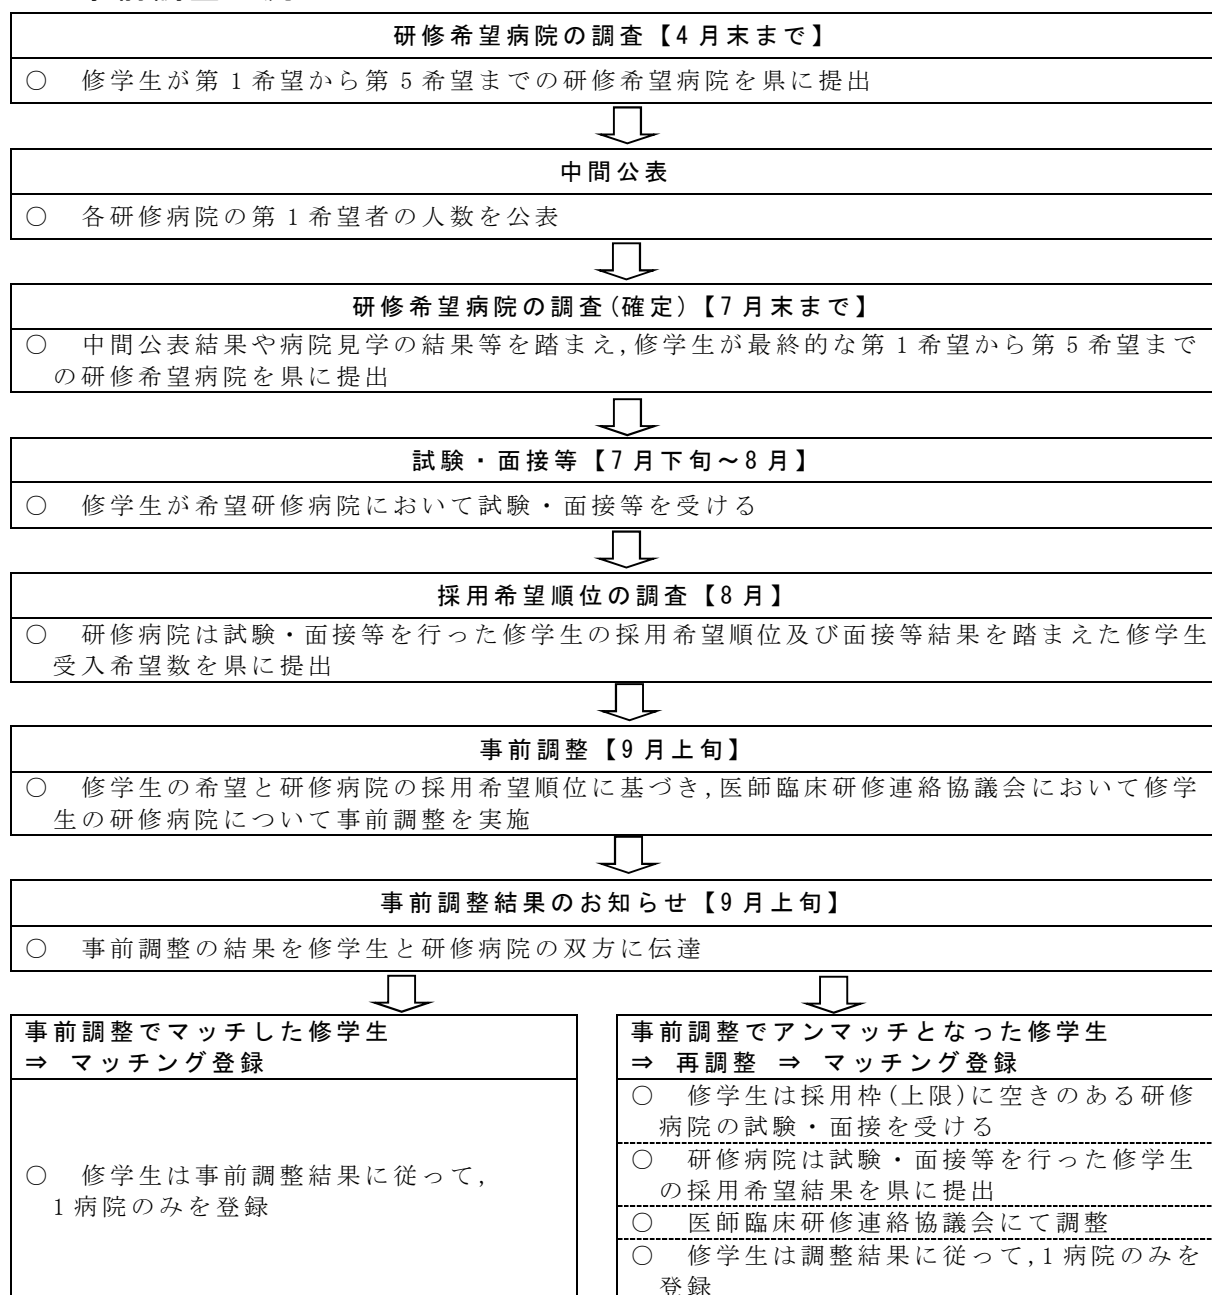 研修希望病院の調査【4月末まで】
○　修学生が第1希望から第5希望までの研修希望病院を県に提出
中間公表
○　各研修病院の第1希望者の人数を公表
研修希望病院の調査(確定)【7月末まで】
○　中間公表結果や病院見学の結果等を踏まえ,修学生が最終的な第1希望から第5希望まで
の研修希望病院を県に提出
試験・面接等【7月下旬～8月】
○　修学生が希望研修病院において試験・面接等を受ける
採用希望順位の調査【8月】
○　研修病院は試験・面接等を行った修学生の採用希望順位及び面接等結果を踏まえた修学生
受入希望数を県に提出
事前調整【9月上旬】
○　修学生の希望と研修病院の採用希望順位に基づき,医師臨床研修連絡協議会において修学
生の研修病院について事前調整を実施
事前調整結果のお知らせ【9月上旬】
○　事前調整の結果を修学生と研修病院の双方に伝達
事前調整でマッチした修学生
⇒ マッチング登録
○　修学生は事前調整結果に従って,
1病院のみを登録
事前調整でアンマッチとなった修学生
⇒ 再調整 ⇒ マッチング登録
○　修学生は採用枠(上限)に空きのある研修
病院の試験・面接を受ける
○　研修病院は試験・面接等を行った修学生
の採用希望結果を県に提出
○　医師臨床研修連絡協議会にて調整
○　修学生は調整結果に従って,1病院のみを
登録